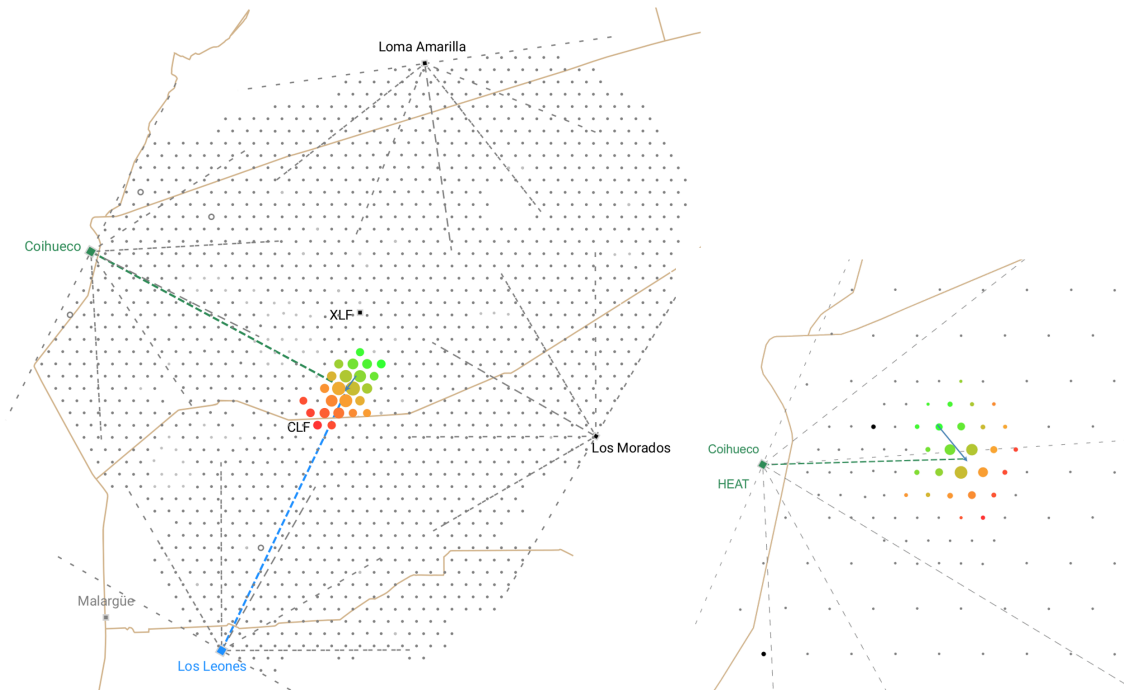 Loma Amarilla
Coihueco
XLF
CLF
Los Morados
Coihueco
HEAT
Malargüe
Los Leones